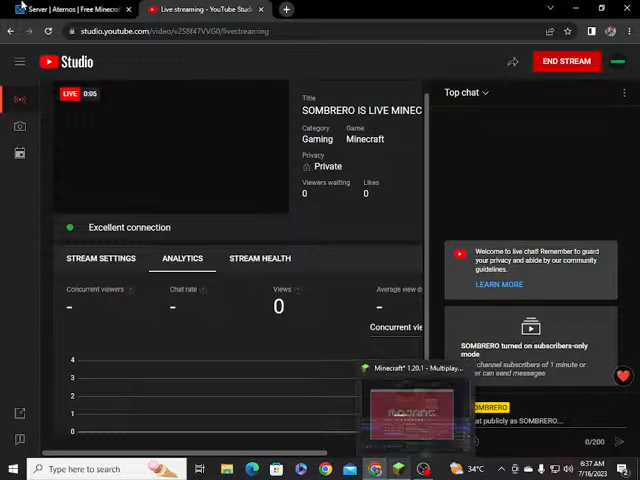 Server | Aternos | Free Minecraf
Live streaming - YouTube Studio
studio.youtube.com/video/v2S8f47VVG0/livestreaming
Studio
END STREAM
LIVE 0:05
Title
SOMBRERO IS LIVE MINEC
Category Game
Gaming Minecraft
Privacy
Private
Viewers waiting Likes
0 0
Top chat
Excellent connection
STREAM SETTINGS ANALYTICS STREAM HEALTH
Concurrent viewers Chat rate Views Average view d
- - 0 -
Concurrent vie
4
3
2
1
0
Welcome to live chat! Remember to guard
your privacy and abide by our community
guidelines.
LEARN MORE
SOMBRERO turned on subscribers-only
mode
channel subscribers of 1 minute or
er can send messages
Minecraft* 1.20.1 - Multiplay...
MOJANG
OMBRERO
at publicly as SOMBRERO...
0/200
Type here to search
34°C
6:37 AM
7/16/2023